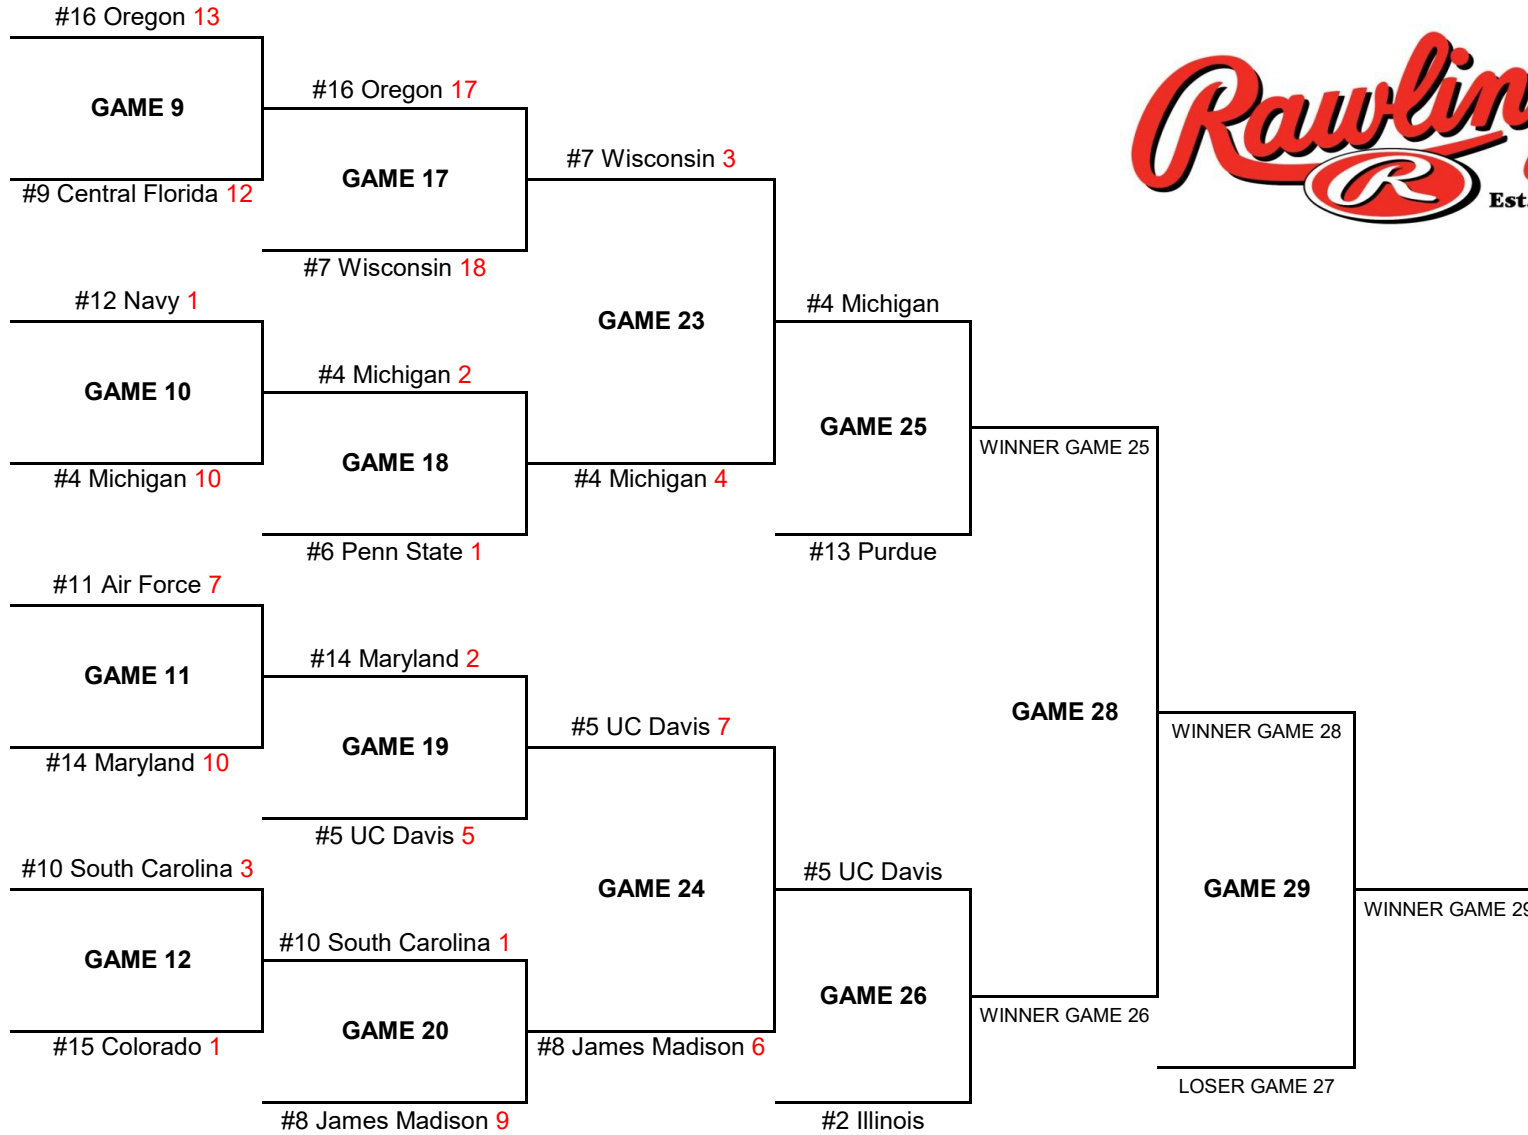 #16 Oregon 13
GAME 9
#9 Central Florida 12
#16 Oregon 17
GAME 17
#7 Wisconsin 18
#12 Navy 1
GAME 10
#4 Michigan 10
#4 Michigan 2
GAME 18
#6 Penn State 1
#7 Wisconsin 3
GAME 23
#4 Michigan 4
#11 Air Force 7
GAME 11
#14 Maryland 10
#14 Maryland 2
GAME 19
#5 UC Davis 5
#10 South Carolina 3
GAME 12
#15 Colorado 1
#10 South Carolina 1
GAME 20
#8 James Madison 9
#5 UC Davis 7
GAME 24
#8 James Madison 6
#4 Michigan
GAME 25
#13 Purdue
#5 UC Davis
GAME 26
#2 Illinois
WINNER GAME 25
GAME 28
WINNER GAME 26
WINNER GAME 28
GAME 29
LOSER GAME 27
WINNER GAME 29
Rawlin
R
Est.